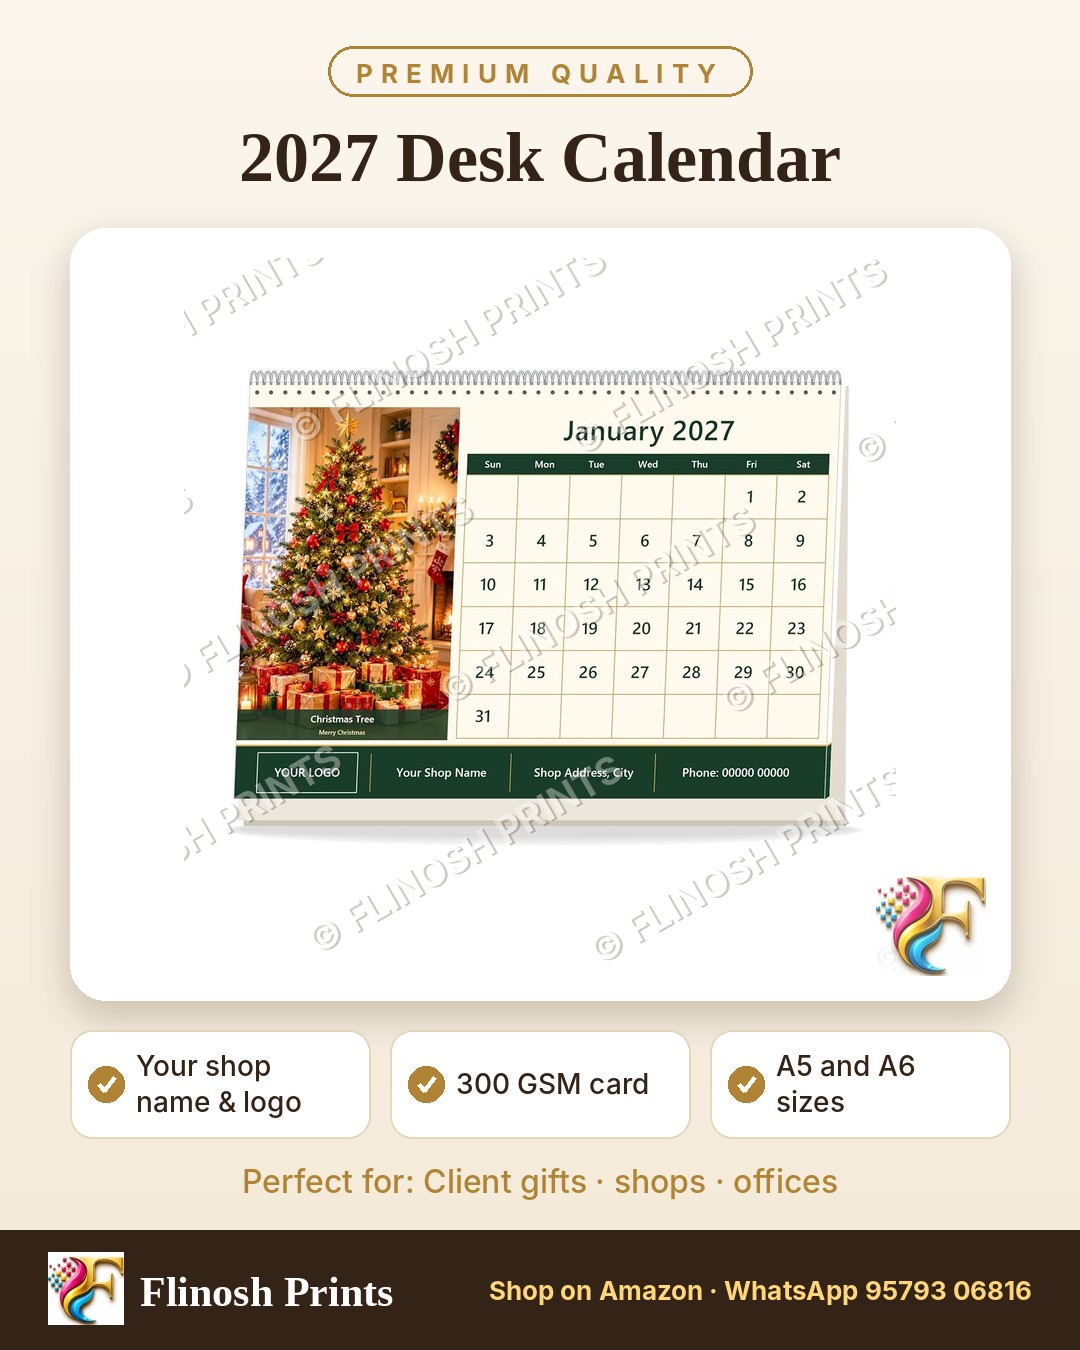 PREMIUM QUALITY
2027 Desk Calendar
© FLINOSH PRINTS
January 2027
Sun Mon Tue Wed Thu Fri Sat
1 2
3 4 5 6 7 8 9
10 11 12 13 14 15 16
17 18 19 20 21 22 23
24 25 26 27 28 29 30
31
Christmas Tree
Merry Christmas
YOUR LOGO
Your Shop Name
Shop Address, City
Phone: 00000 00000
Your shop
name & logo
300 GSM card
A5 and A6
sizes
Perfect for: Client gifts · shops · offices
Flinosh Prints
Shop on Amazon · WhatsApp 95793 06816